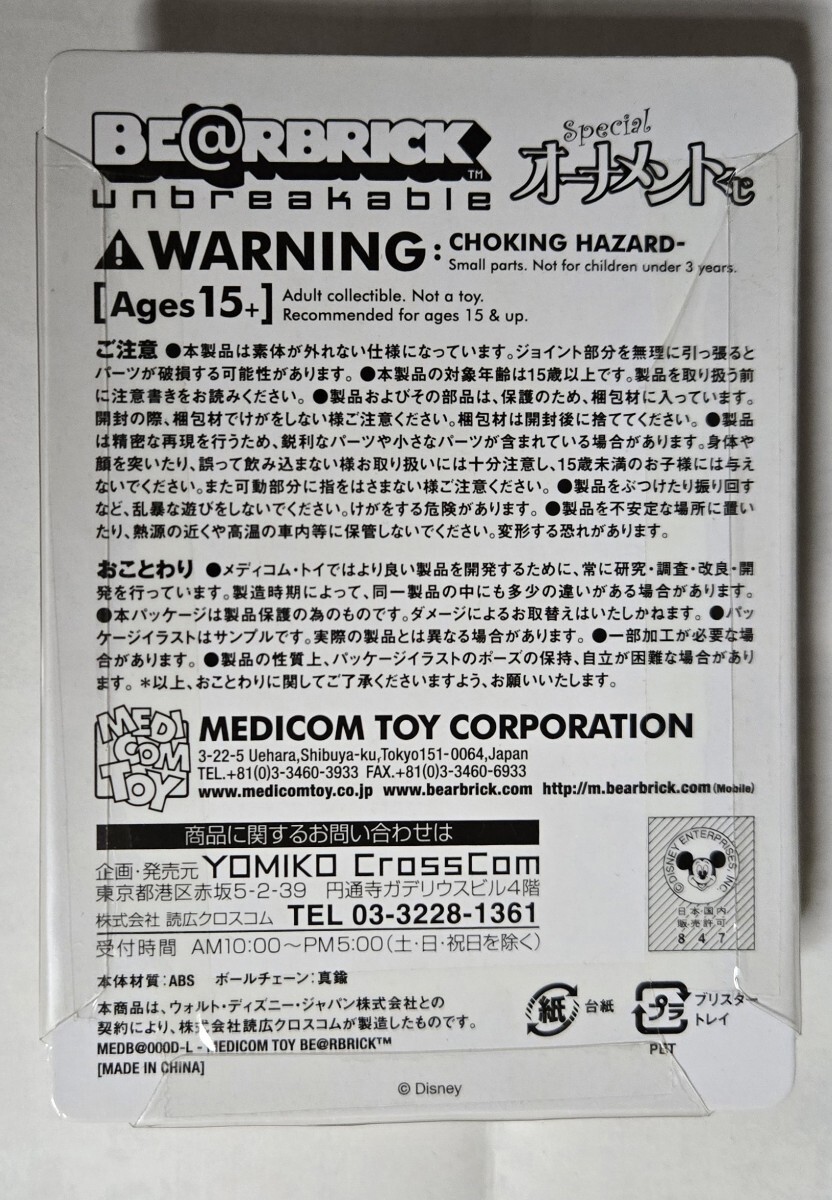 BE@RBRICK TM
unbreakable
Special
オーナメントくじ
WARNING: CHOKING HAZARD-
Small parts. Not for children under 3 years.
[Ages 15+] Adult collectible. Not a toy.
Recommended for ages 15 & up.
ご注意 ●本製品は素体が外れない仕様になっています。ジョイント部分を無理に引っ張ると
パーツが破損する可能性があります。 ●本製品の対象年齢は15歳以上です。製品を取り扱う前
に注意書きをお読みください。 ●製品およびその部品は、保護のため、梱包材に入っています。
開封の際、梱包材でけがをしない様ご注意ください。梱包材は開封後に捨ててください。 ●製品
は精密な再現を行うため、鋭利なパーツや小さなパーツが含まれている場合があります。身体や
顔を突いたり、誤って飲み込まない様お取り扱いには十分注意し、15歳未満のお子様には与え
ないでください。また可動部分に指をはさまない様ご注意ください。 ●製品をぶつけたり振り回す
など、乱暴な遊びをしないでください。けがをする危険があります。 ●製品を不安定な場所に置い
たり、熱源の近くや高温の車内等に保管しないでください。変形する恐れがあります。
おことわり ●メディコム・トイではより良い製品を開発するために、常に研究・調査・改良・開
発を行っています。製造時期によって、同一製品の中にも多少の違いがある場合があります。
●本パッケージは製品保護の為のものです。ダメージによるお取替えはいたしかねます。 ●パッ
ケージイラストはサンプルです。実際の製品とは異なる場合があります。 ●一部加工が必要な場
合があります。 ●製品の性質上、パッケージイラストのポーズの保持、自立が困難な場合があり
ます。 *以上、おことわりに関してご了承くださいますよう、お願いいたします。
MEDI
COM
TOY
MEDICOM TOY CORPORATION
3-22-5 Uehara,Shibuya-ku,Tokyo151-0064,Japan
TEL.+81(0)3-3460-3933 FAX.+81(0)3-3460-6933
www.medicomtoy.co.jp www.bearbrick.com http://m.bearbrick.com (Mobile)
商品に関するお問い合わせは
企画・発売元 YOMIKO CrossCom
東京都港区赤坂5-2-39 円通寺ガデリウスビル4階
株式会社 読広クロスコム TEL 03-3228-1361
受付時間 AM10:00~PM5:00(土・日・祝日を除く)
©DISNEY ENTERPRISES, INC.
日本国内
販売許可
847
本体材質:ABS ボールチェーン:真鍮
本商品は、ウォルト・ディズニー・ジャパン株式会社との
契約により、株式会社読広クロスコムが製造したものです。
MEDB@000D-L - MEDICOM TOY BE@RBRICK™
[MADE IN CHINA]
紙 台紙
プラ ブリスター
トレイ
PET
© Disney